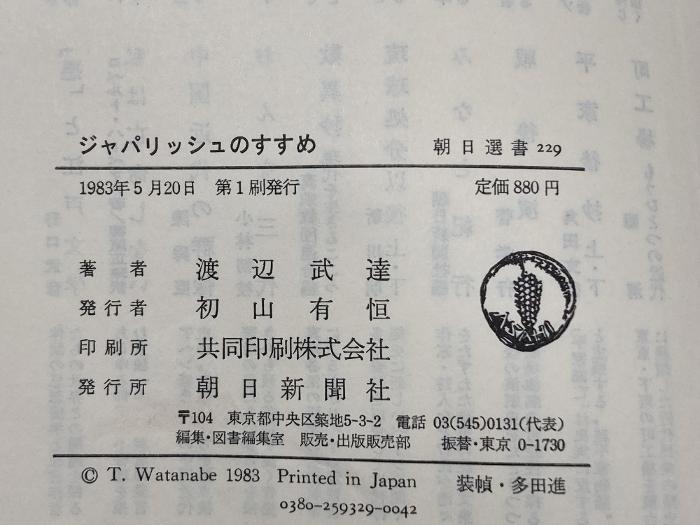 ジャパリッシュのすすめ 朝日選書 229
1983年5月20日 第1刷発行 定価880円
著者 渡辺武達
発行者 初山有恒
印刷所 共同印刷株式会社
発行所 朝日新聞社
〒104 東京都中央区築地5-3-2 電話 03(545)0131(代表)
編集・図書編集室 販売・出版販売部 振替・東京 0-1730
© T. Watanabe 1983 Printed in Japan 装幀・多田進
0380-259329-0042
ASAHI